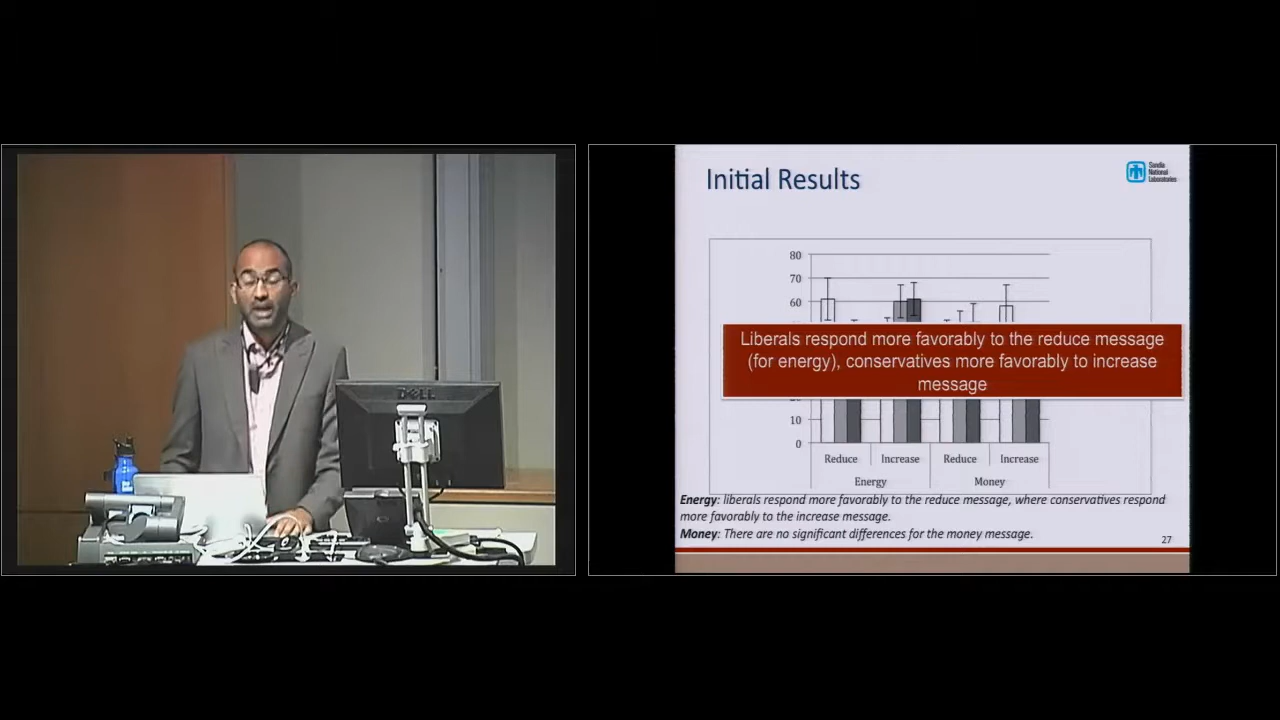 DELL
Initial Results
Sandia
National
Laboratories
80
70
60
Liberals respond more favorably to the reduce message
(for energy), conservatives more favorably to increase
message
10
0
Reduce Increase Reduce Increase
Energy Money
Energy: liberals respond more favorably to the reduce message, where conservatives respond
more favorably to the increase message.
Money: There are no significant differences for the money message.
27